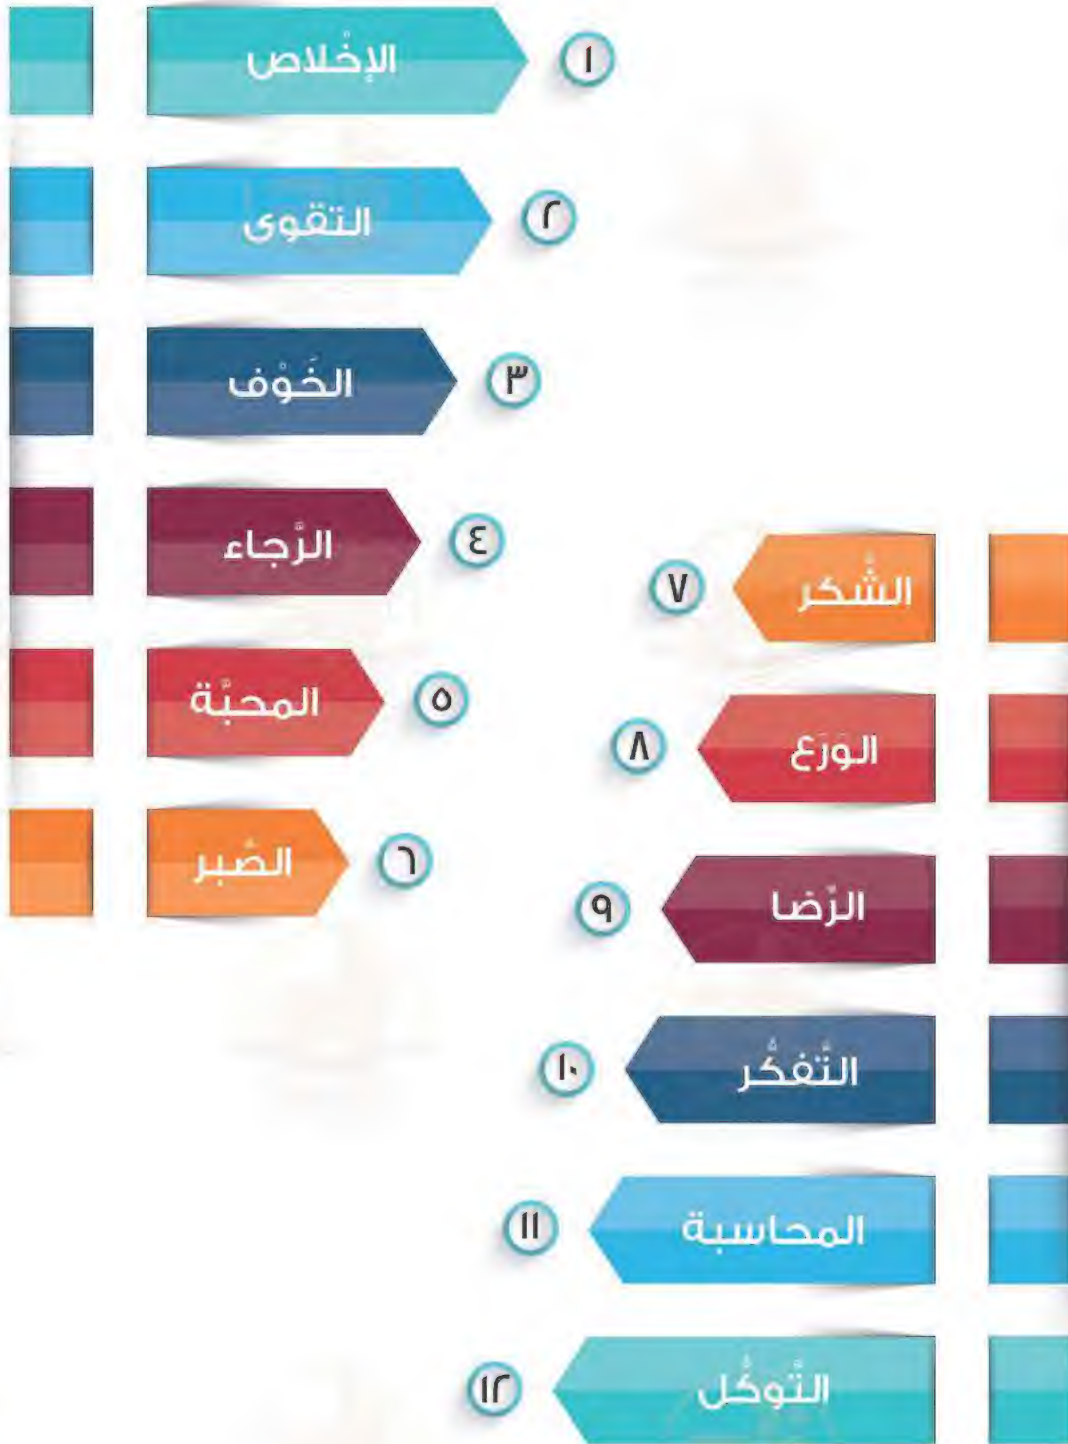 ١ الإخْلاص
٢ التقوى
٣ الخَوْف
٤ الرَّجاء
٥ المحبَّة
٦ الصَّبر
٧ الشُّكر
٨ الوَرَع
٩ الرِّضا
١٠ التَّفكُّر
١١ المحاسبة
١٢ التَّوكُّل